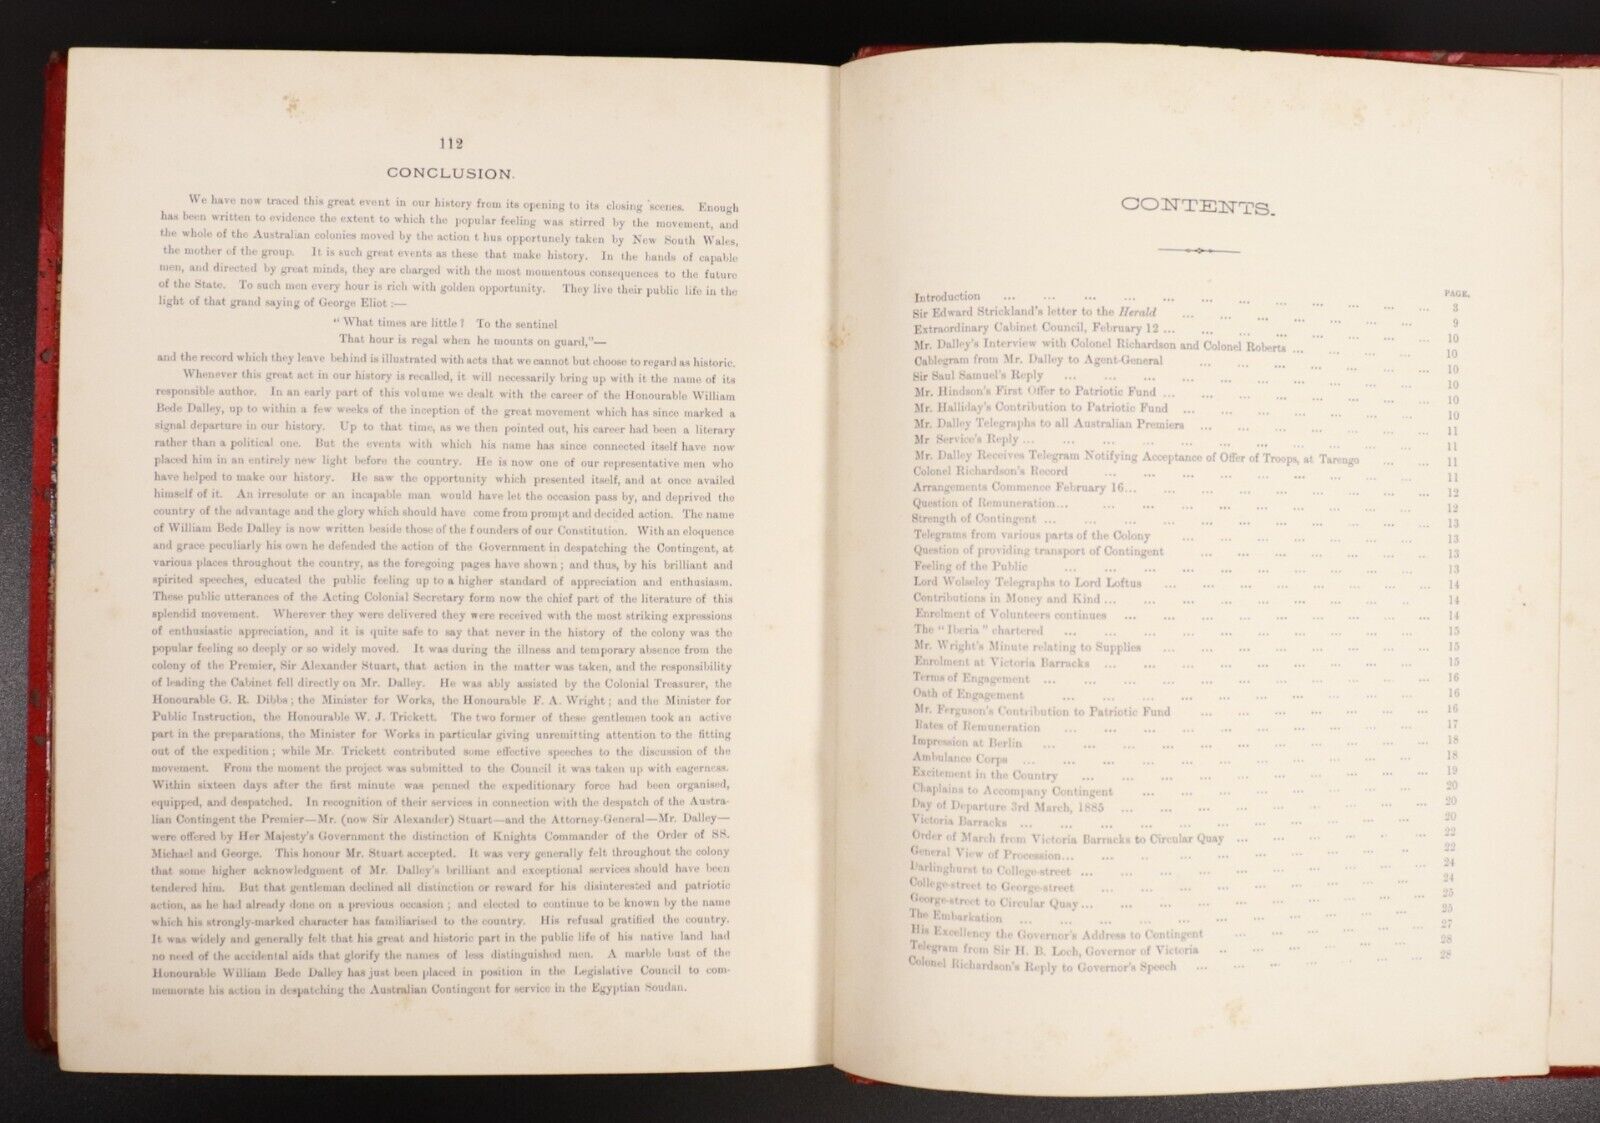 112
CONCLUSION.
We have now traced this great event in our history from its opening to its closing scenes. Enough
has been written to evidence the extent to which the popular feeling was stirred by the movement, and
the whole of the Australian colonies moved by the action t hus opportunely taken by New South Wales,
the mother of the group. It is such great events as these that make history. In the hands of capable
men, and directed by great minds, they are charged with the most momentous consequences to the future
of the State. To such men every hour is rich with golden opportunity. They live their public life in the
light of that grand saying of George Eliot :—
“ What times are little ? To the sentinel
That hour is regal when he mounts on guard,”—
and the record which they leave behind is illustrated with acts that we cannot but choose to regard as historic.
Whenever this great act in our history is recalled, it will necessarily bring up with it the name of its
responsible author. In an early part of this volume we dealt with the career of the Honourable William
Bede Dalley, up to within a few weeks of the inception of the great movement which has since marked a
signal departure in our history. Up to that time, as we then pointed out, his career had been a literary
rather than a political one. But the events with which his name has since connected itself have now
placed him in an entirely new light before the country. He is now one of our representative men who
have helped to make our history. He saw the opportunity which presented itself, and at once availed
himself of it. An irresolute or an incapable man would have let the occasion pass by, and deprived the
country of the advantage and the glory which should have come from prompt and decided action. The name
of William Bede Dalley is now written beside those of the f ounders of our Constitution. With an eloquence
and grace peculiarly his own he defended the action of the Government in despatching the Contingent, at
various places throughout the country, as the foregoing pages have shown ; and thus, by his brilliant and
spirited speeches, educated the public feeling up to a higher standard of appreciation and enthusiasm.
These public utterances of the Acting Colonial Secretary form now the chief part of the literature of this
splendid movement. Wherever they were delivered they were received with the most striking expressions
of enthusiastic appreciation, and it is quite safe to say that never in the history of the colony was the
popular feeling so deeply or so widely moved. It was during the illness and temporary absence from the
colony of the Premier, Sir Alexander Stuart, that action in the matter was taken, and the responsibility
of leading the Cabinet fell directly on Mr. Dalley. He was ably assisted by the Colonial Treasurer, the
Honourable G. R. Dibbs ; the Minister for Works, the Honourable F. A. Wright ; and the Minister for
Public Instruction, the Honourable W. J. Trickett. The two former of these gentlemen took an active
part in the preparations, the Minister for Works in particular giving unremitting attention to the fitting
out of the expedition ; while Mr. Trickett contributed some effective speeches to the discussion of the
movement. From the moment the project was submitted to the Council it was taken up with eagerness.
Within sixteen days after the first minute was penned the expeditionary force had been organised,
equipped, and despatched. In recognition of their services in connection with the despatch of the Austra-
lian Contingent the Premier—Mr. (now Sir Alexander) Stuart—and the Attorney-General—Mr. Dalley—
were offered by Her Majesty's Government the distinction of Knights Commander of the Order of SS.
Michael and George. This honour Mr. Stuart accepted. It was very generally felt throughout the colony
that some higher acknowledgment of Mr. Dalley's brilliant and exceptional services should have been
tendered him. But that gentleman declined all distinction or reward for his disinterested and patriotic
action, as he had already done on a previous occasion ; and elected to continue to be known by the name
which his strongly-marked character has familiarised to the country. His refusal gratified the country.
It was widely and generally felt that his great and historic part in the public life of his native land had
no need of the accidental aids that glorify the names of less distinguished men. A marble bust of the
Honourable William Bede Dalley has just been placed in position in the Legislative Council to com-
memorate his action in despatching the Australian Contingent for service in the Egyptian Soudan.
CONTENTS.
PAGE.
Introduction ... 3
Sir Edward Strickland's letter to the Herald ... 9
Extraordinary Cabinet Council, February 12 ... 10
Mr. Dalley's Interview with Colonel Richardson and Colonel Roberts ... 10
Cablegram from Mr. Dalley to Agent-General ... 10
Sir Saul Samuel's Reply ... 10
Mr. Hindson's First Offer to Patriotic Fund ... 10
Mr. Halliday's Contribution to Patriotic Fund ... 10
Mr. Dalley Telegraphs to all Australian Premiers ... 11
Mr Service's Reply ... 11
Mr. Dalley Receives Telegram Notifying Acceptance of Offer of Troops, at Tarengo ... 11
Colonel Richardson's Record ... 11
Arrangements Commence February 16... 12
Question of Remuneration... 12
Strength of Contingent ... 13
Telegrams from various parts of the Colony ... 13
Question of providing transport of Contingent ... 13
Feeling of the Public ... 13
Lord Wolseley Telegraphs to Lord Loftus ... 14
Contributions in Money and Kind ... 14
Enrolment of Volunteers continues ... 14
The “ Iberia ” chartered ... 15
Mr. Wright's Minute relating to Supplies ... 15
Enrolment at Victoria Barracks ... 15
Terms of Engagement ... 16
Oath of Engagement ... 16
Mr. Ferguson's Contribution to Patriotic Fund ... 16
Rates of Remuneration ... 17
Impression at Berlin ... 18
Ambulance Corps ... 18
Excitement in the Country ... 19
Chaplains to Accompany Contingent ... 20
Day of Departure 3rd March, 1885 ... 20
Victoria Barracks ... 20
Order of March from Victoria Barracks to Circular Quay ... 22
General View of Procession... 22
Darlinghurst to College-street ... 24
College-street to George-street ... 24
George-street to Circular Quay ... 25
The Embarkation ... 25
His Excellency the Governor's Address to Contingent ... 27
Telegram from Sir H. B. Loch, Governor of Victoria ... 28
Colonel Richardson's Reply to Governor's Speech ... 28